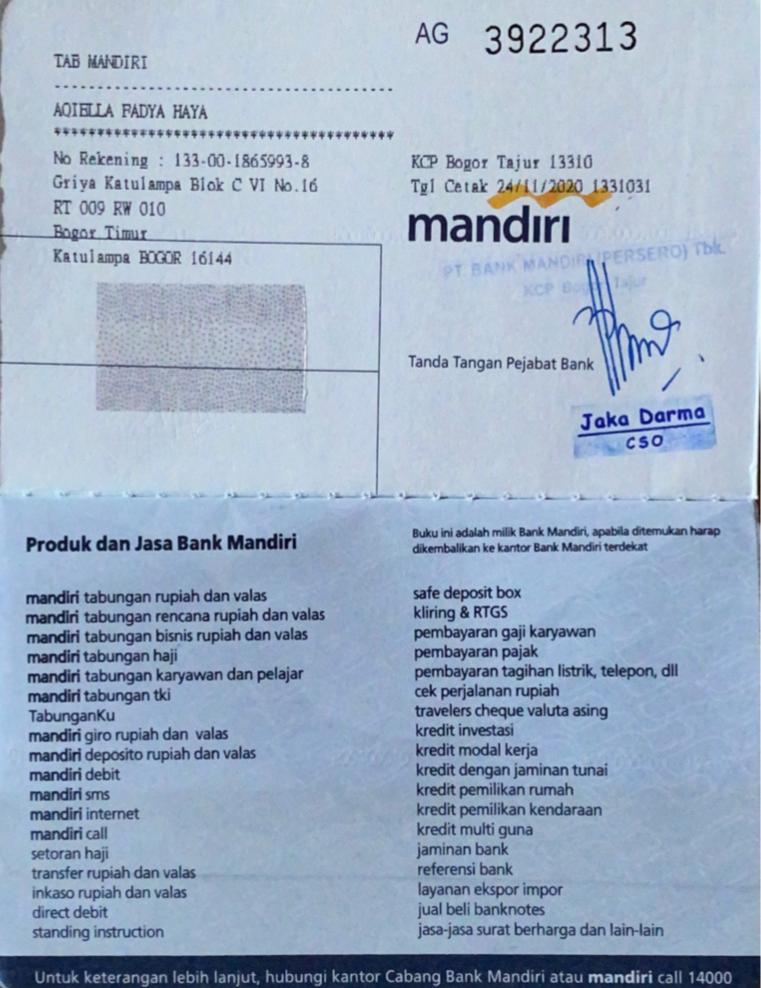 AG 3922313
TAB MANDIRI
AQIELLA FADYA HAYA
No Rekening : 133-00-1865993-8
Griya Katulampa Blok C VI No.16
RT 009 RW 010
Bogor Timur
Katulampa BOGOR 16144
KCP Bogor Tajur 13310
Tgl Cetak 24/11/2020 1331031
mandiri
PT. BANK MANDIRI (PERSERO) Tbk.
KCP Bogor Tajur
Tanda Tangan Pejabat Bank
Jaka Darma
CSO
Produk dan Jasa Bank Mandiri
mandiri tabungan rupiah dan valas
mandiri tabungan rencana rupiah dan valas
mandiri tabungan bisnis rupiah dan valas
mandiri tabungan haji
mandiri tabungan karyawan dan pelajar
mandiri tabungan tki
TabunganKu
mandiri giro rupiah dan valas
mandiri deposito rupiah dan valas
mandiri debit
mandiri sms
mandiri internet
mandiri call
setoran haji
transfer rupiah dan valas
inkaso rupiah dan valas
direct debit
standing instruction
Buku ini adalah milik Bank Mandiri, apabila ditemukan harap
dikembalikan ke kantor Bank Mandiri terdekat
safe deposit box
kliring & RTGS
pembayaran gaji karyawan
pembayaran pajak
pembayaran tagihan listrik, telepon, dll
cek perjalanan rupiah
travelers cheque valuta asing
kredit investasi
kredit modal kerja
kredit dengan jaminan tunai
kredit pemilikan rumah
kredit pemilikan kendaraan
kredit multi guna
jaminan bank
referensi bank
layanan ekspor impor
jual beli banknotes
jasa-jasa surat berharga dan lain-lain
Untuk keterangan lebih lanjut, hubungi kantor Cabang Bank Mandiri atau mandiri call 14000